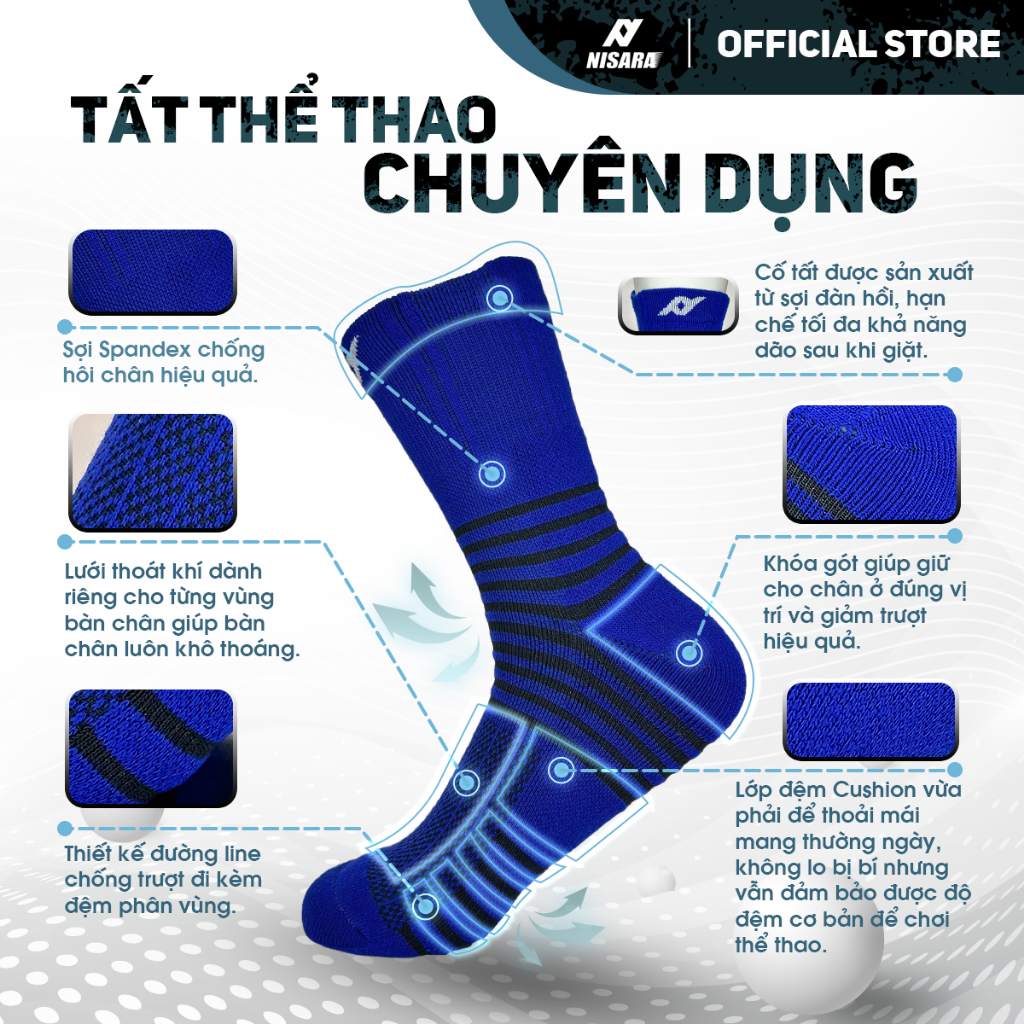 NISARA
OFFICIAL STORE
TẤT THỂ THAO
CHUYÊN DỤNG
Sợi Spandex chống
hôi chân hiệu quả.
Cổ tất được sản xuất
từ sợi đàn hồi, hạn
chế tối đa khả năng
dão sau khi giặt.
Lưới thoát khí dành
riêng cho từng vùng
bàn chân giúp bàn
chân luôn khô thoáng.
Khóa gót giúp giữ
cho chân ở đúng vị
trí và giảm trượt
hiệu quả.
Thiết kế đường line
chống trượt đi kèm
đệm phân vùng.
Lớp đệm Cushion vừa
phải để thoải mái
mang thường ngày,
không lo bị bí nhưng
vẫn đảm bảo được độ
đệm cơ bản để chơi
thể thao.